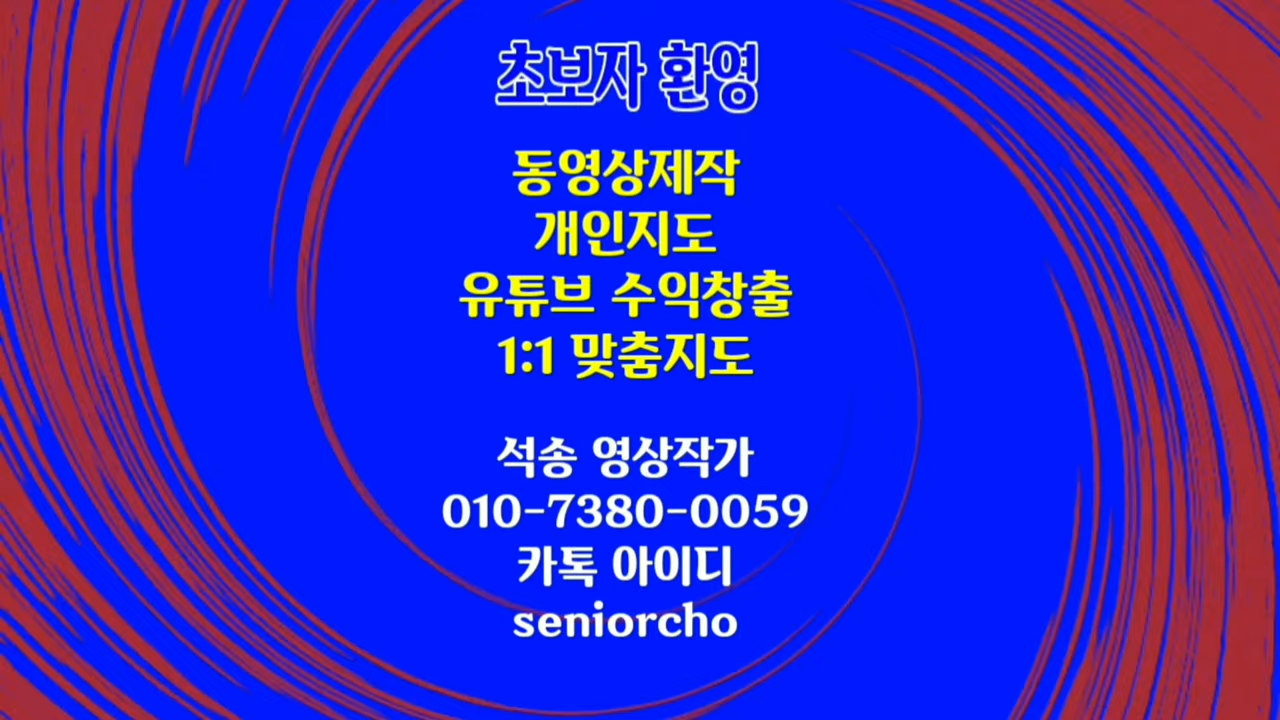 초보자 환영
동영상제작
개인지도
유튜브 수익창출
1:1 맞춤지도
석송 영상작가
010-7380-0059
카톡 아이디
seniorcho